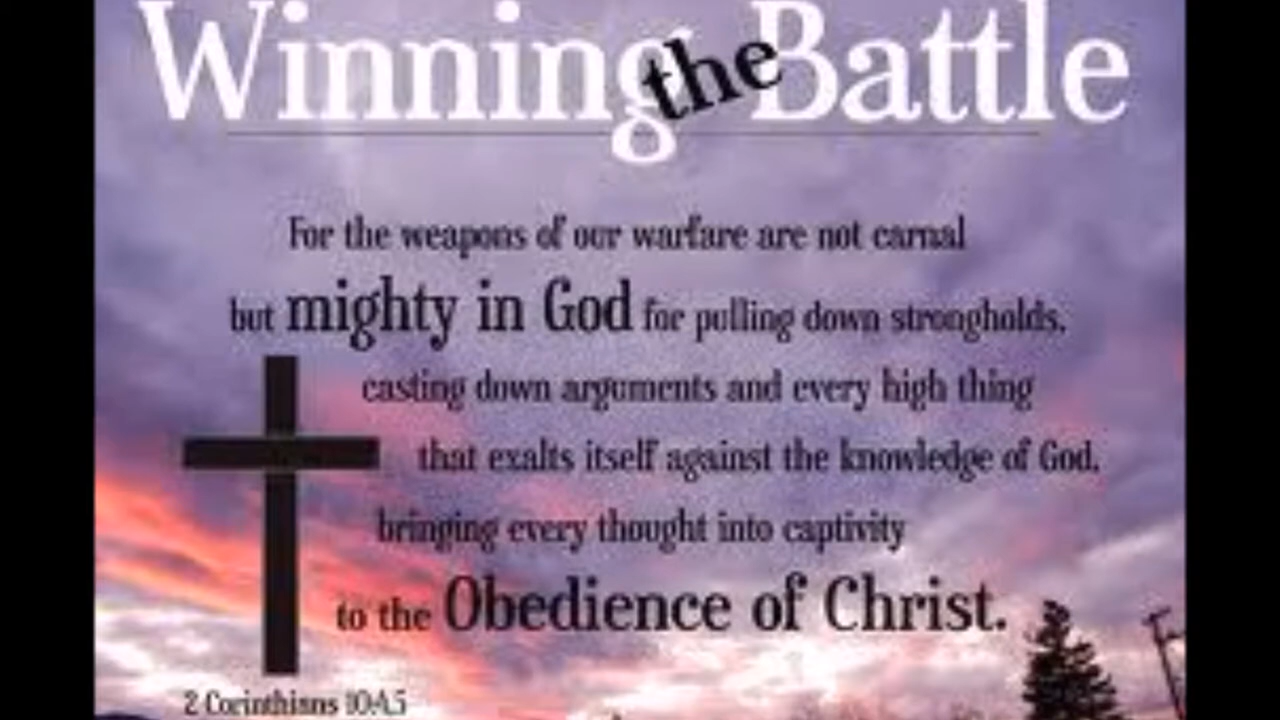 Winning the Battle
For the weapons of our warfare are not carnal
but mighty in God for pulling down strongholds,
casting down arguments and every high thing
that exalts itself against the knowledge of God,
bringing every thought into captivity
to the Obedience of Christ.
2 Corinthians 10:4,5